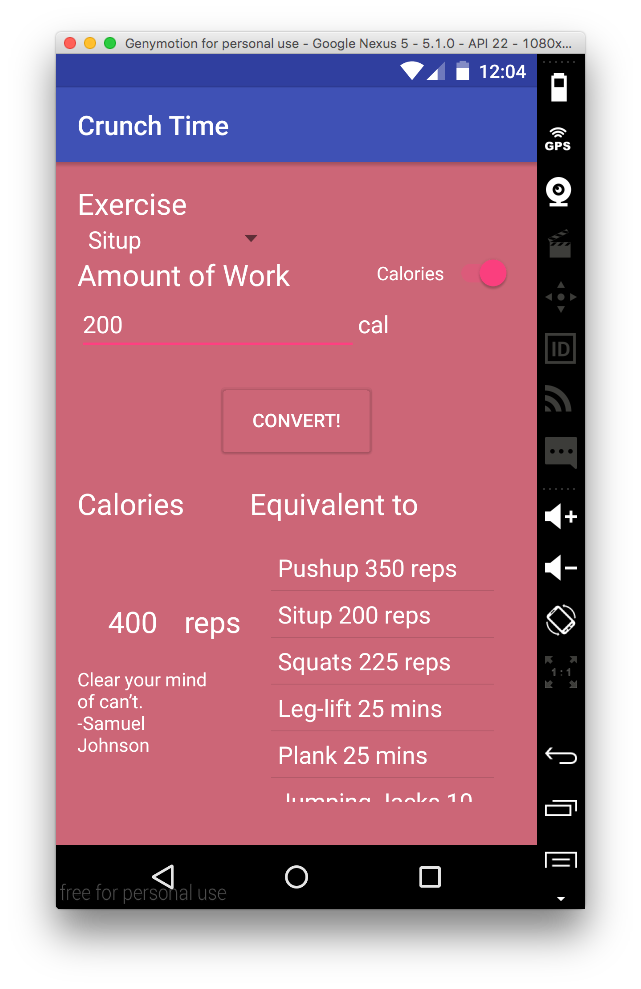 Genymotion for personal use - Google Nexus 5 - 5.1.0 - API 22 - 1080x...
12:04
Crunch Time
GPS
Exercise
Situp
Amount of Work
Calories
200 cal
ID
CONVERT!
Calories
Equivalent to
Pushup 350 reps
Situp 200 reps
400 reps
Squats 225 reps
1:1
Clear your mind
of can't.
-Samuel
Johnson
Leg-lift 25 mins
Plank 25 mins
Jumping Jacks 10
free for personal use